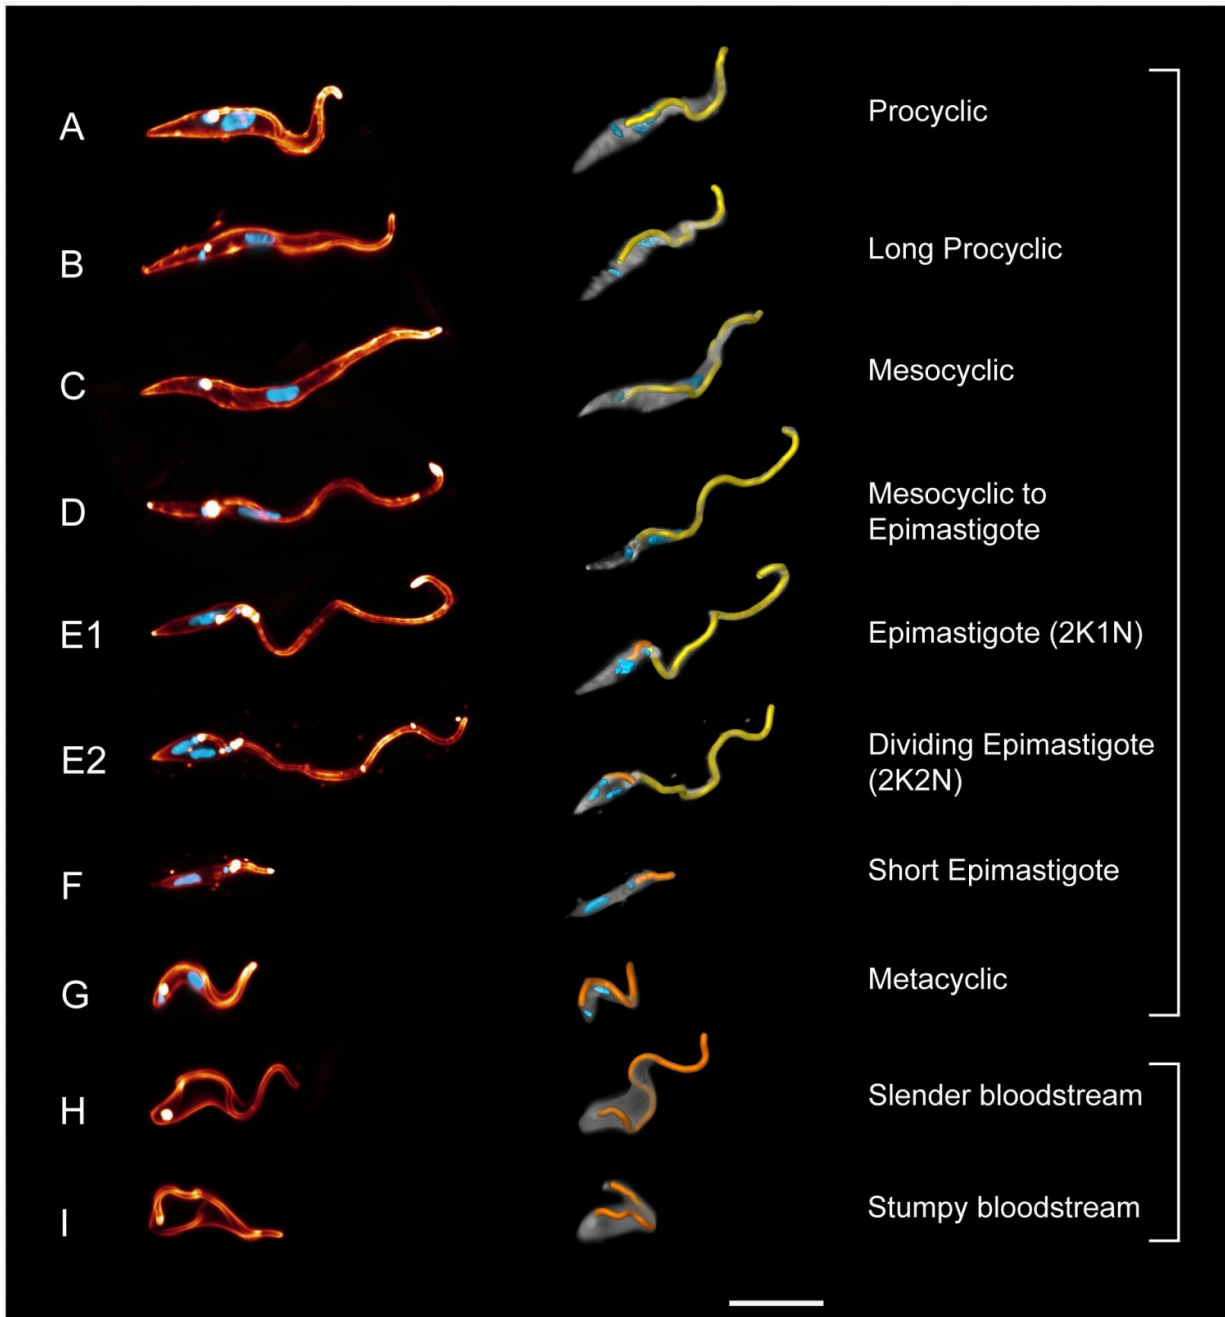 A Procyclic
B Long Procyclic
C Mesocyclic
D Mesocyclic to
Epimastigote
E1 Epimastigote (2K1N)
E2 Dividing Epimastigote
(2K2N)
F Short Epimastigote
G Metacyclic
H Slender bloodstream
I Stumpy bloodstream